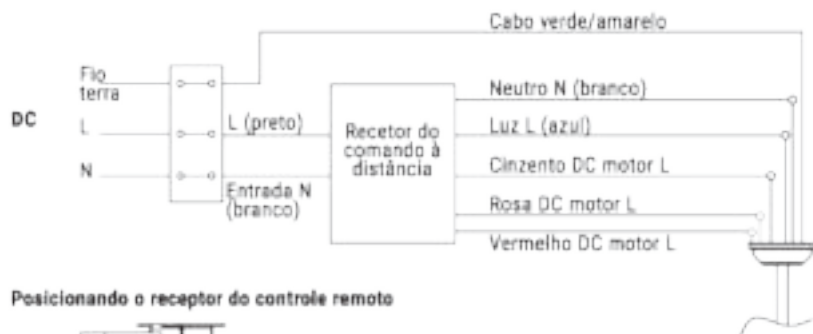 Cabo verde/amarelo
Fio
terra
DC
L
N
L (preto)
Entrada N
(branco)
Recetor do
comando à
distância
Neutro N (branco)
Luz L (azul)
Cinzento DC motor L
Rosa DC motor L
Vermelho DC motor L
Posicionando o receptor do controle remoto